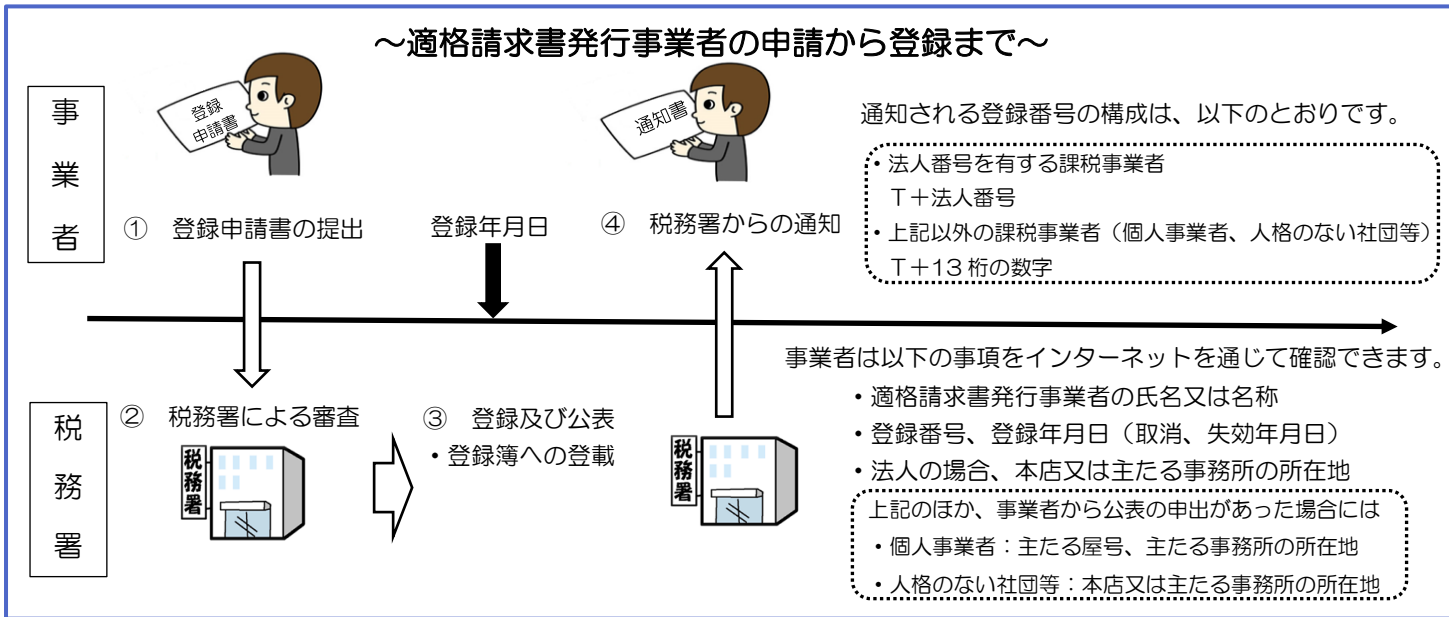 ～適格請求書発行事業者の申請から登録まで～
事業者
登録
申請書
通知書
① 登録申請書の提出
登録年月日
④ 税務署からの通知
通知される登録番号の構成は、以下のとおりです。
・法人番号を有する課税事業者
T＋法人番号
・上記以外の課税事業者（個人事業者、人格のない社団等）
T＋13桁の数字
税務署
② 税務署による審査
税務署
③ 登録及び公表
・登録簿への登載
税務署
事業者は以下の事項をインターネットを通じて確認できます。
・適格請求書発行事業者の氏名又は名称
・登録番号、登録年月日（取消、失効年月日）
・法人の場合、本店又は主たる事務所の所在地
上記のほか、事業者から公表の申出があった場合には
・個人事業者：主たる屋号、主たる事務所の所在地
・人格のない社団等：本店又は主たる事務所の所在地